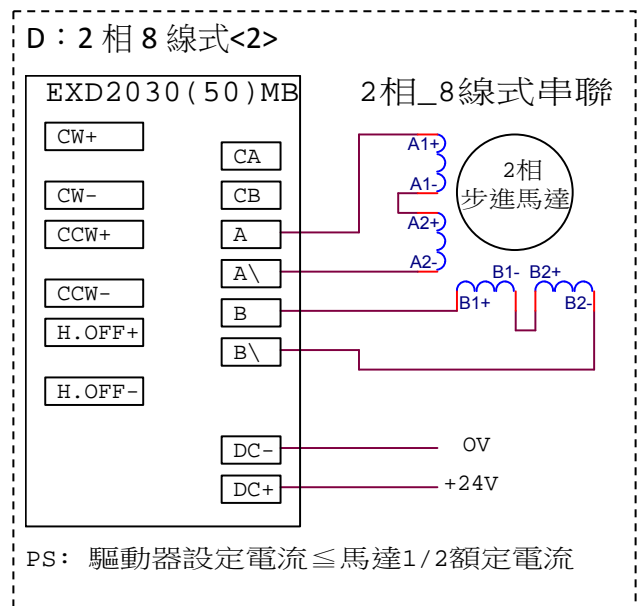 D：2 相 8 線式<2>
EXD2030(50)MB
2相_8線式串聯
CW+
CA
CW-
CB
CCW+
A
A\
CCW-
B
H.OFF+
B\
H.OFF-
DC-
DC+
A1+
A1-
A2+
A2-
2相
步進馬達
B1- B2+
B1+ B2-
0V
+24V
PS: 驅動器設定電流≦馬達1/2額定電流